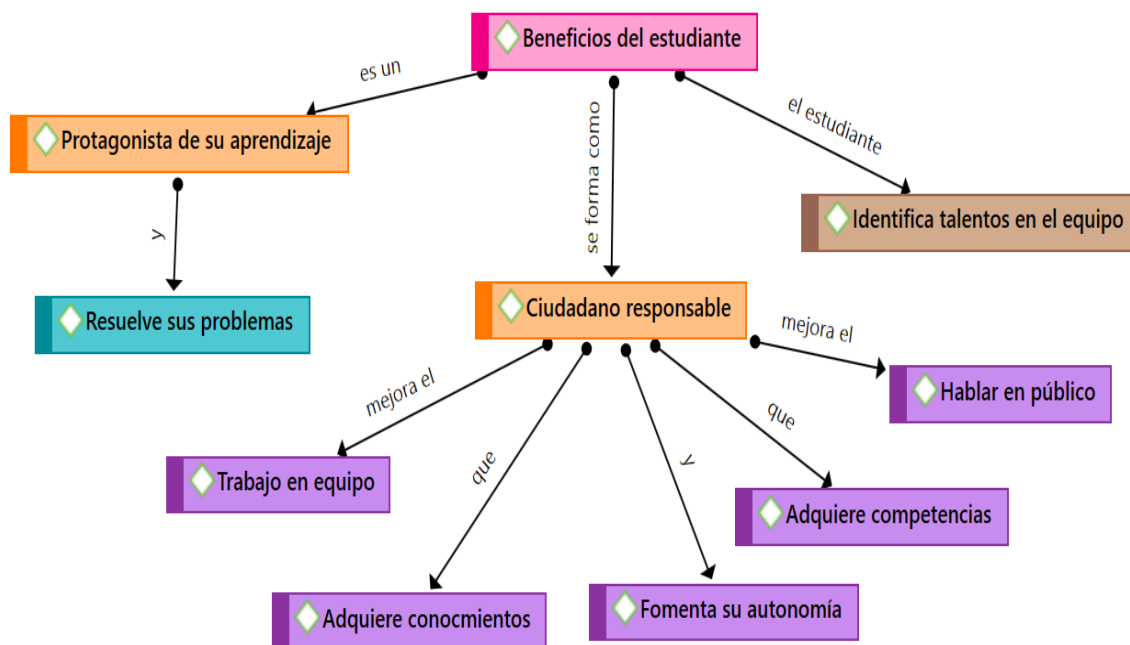 Beneficios del estudiante
es un
se forma como
el estudiante
Protagonista de su aprendizaje
y
Identifica talentos en el equipo
Resuelve sus problemas
Ciudadano responsable
mejora el
que
y
que
mejora el
Hablar en público
Trabajo en equipo
Adquiere competencias
Adquiere conocmientos
Fomenta su autonomía